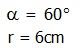 α = 60°
r = 6cm